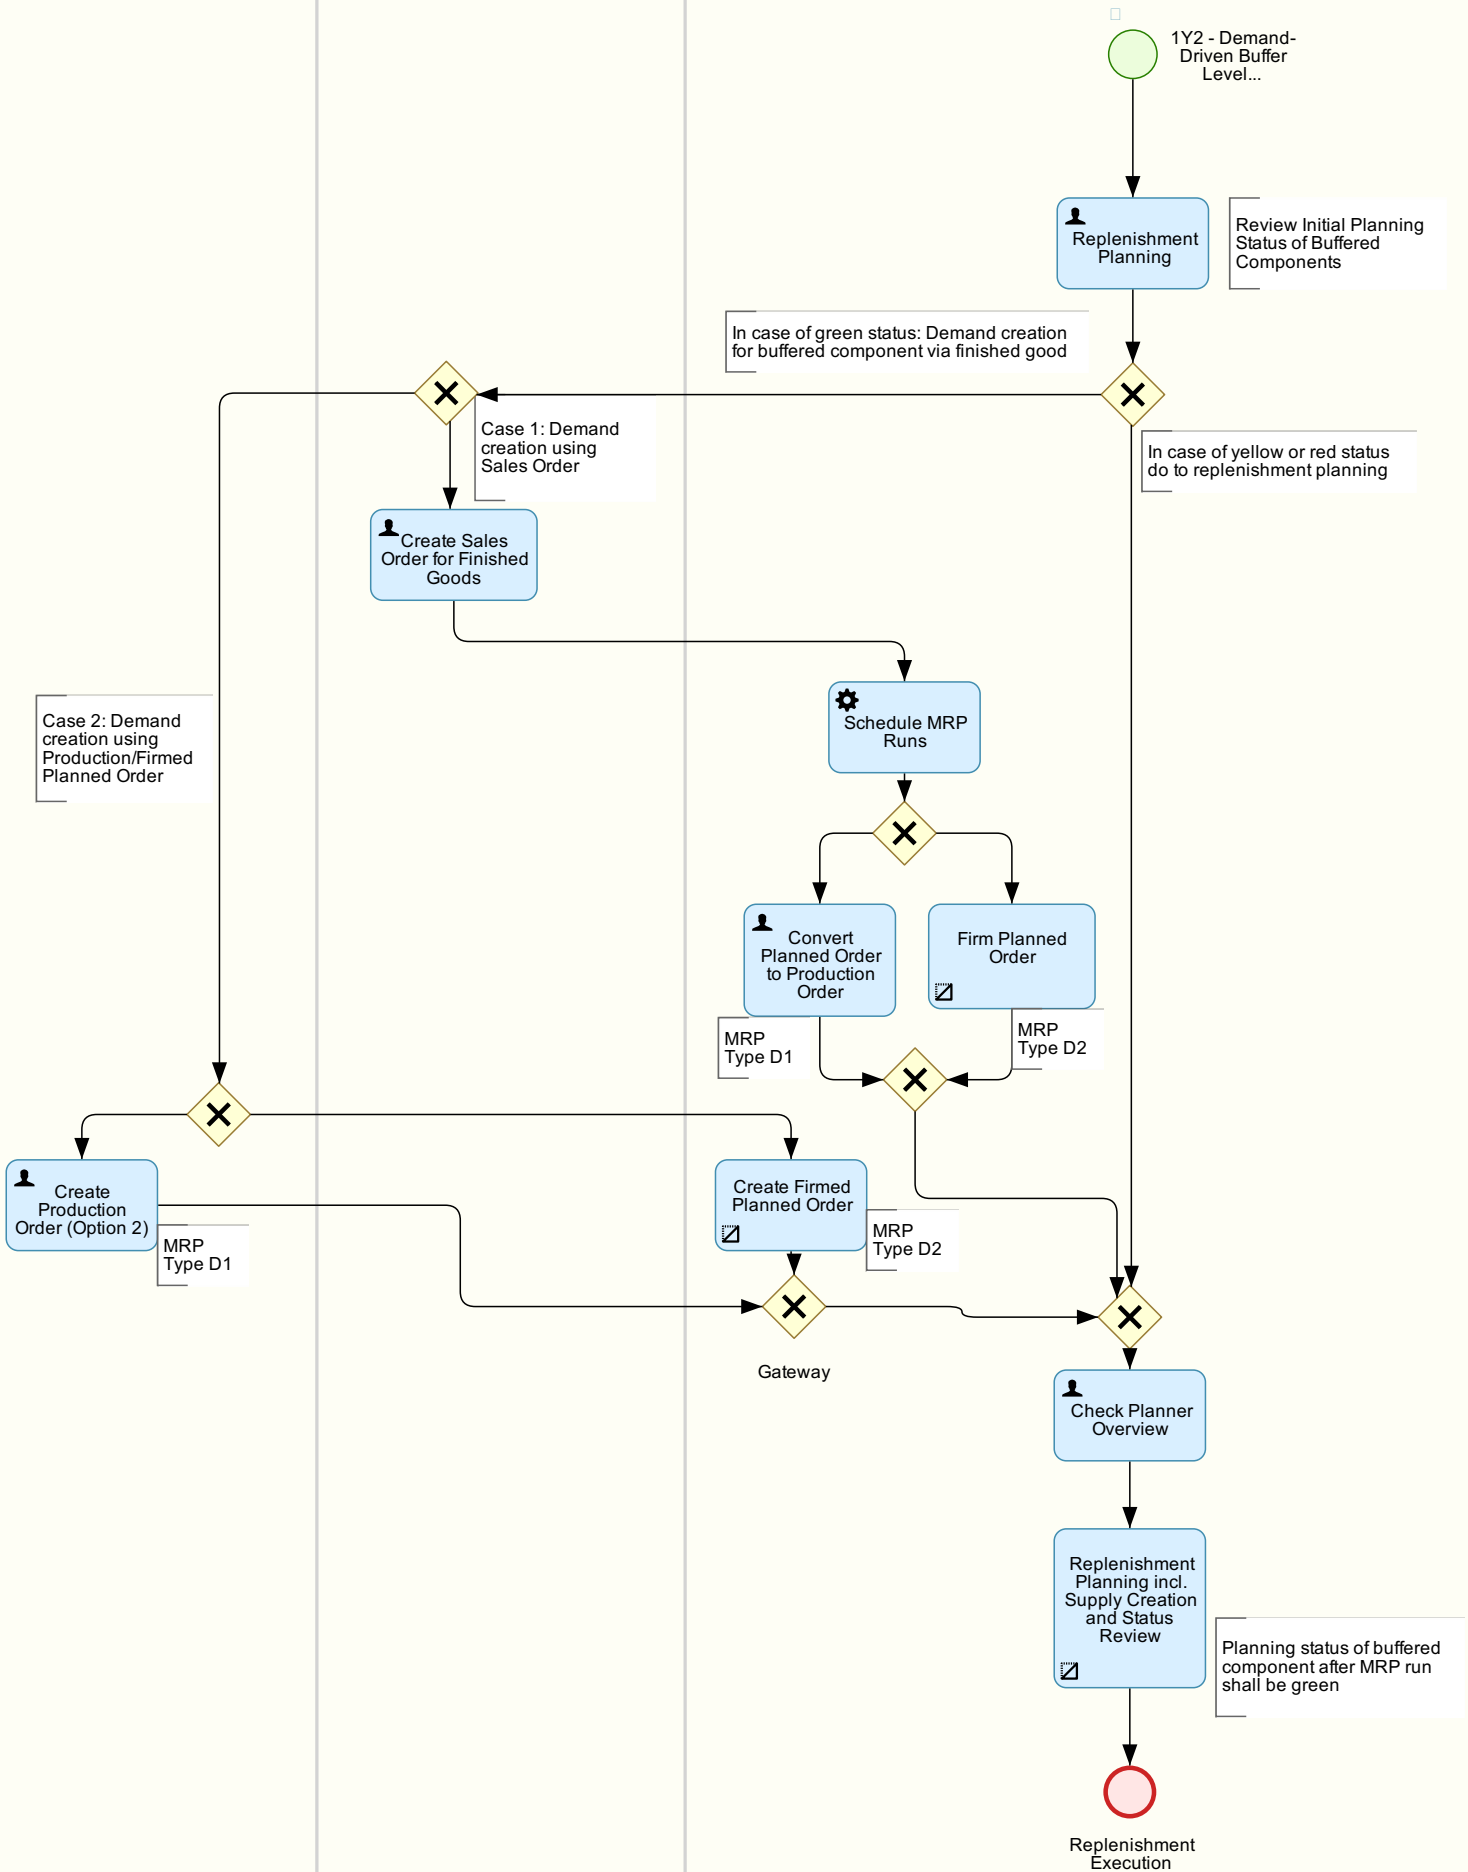 1Y2 - Demand-
Driven Buffer
Level...
Replenishment
Planning
Review Initial Planning
Status of Buffered
Components
In case of green status: Demand creation
for buffered component via finished good
Case 1: Demand
creation using
Sales Order
In case of yellow or red status
do to replenishment planning
Create Sales
Order for Finished
Goods
Case 2: Demand
creation using
Production/Firmed
Planned Order
Schedule MRP
Runs
Convert
Planned Order
to Production
Order
Firm Planned
Order
MRP
Type D1
MRP
Type D2
Create
Production
Order (Option 2)
MRP
Type D1
Create Firmed
Planned Order
MRP
Type D2
Gateway
Check Planner
Overview
Replenishment
Planning incl.
Supply Creation
and Status
Review
Planning status of buffered
component after MRP run
shall be green
Replenishment
Execution